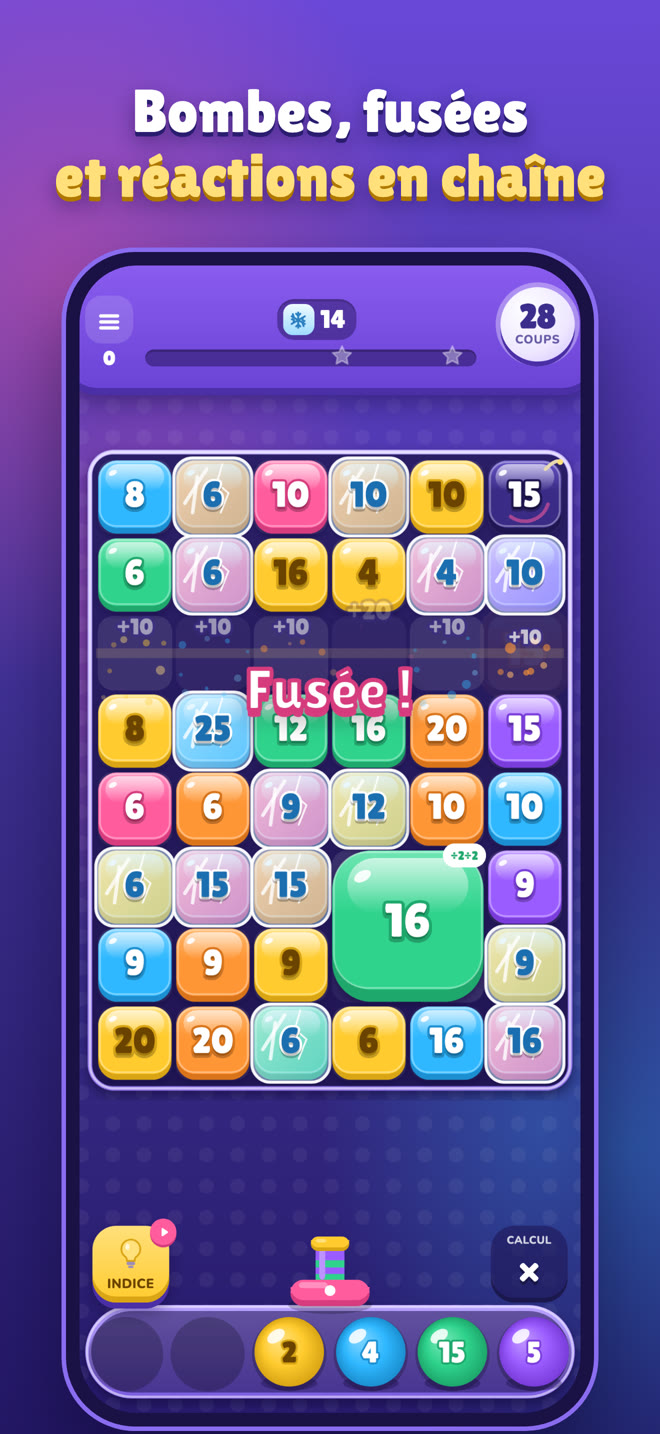 Bombes, fusées
et réactions en chaîne
14
28
COUPS
0
8 6 10 10 10 15
6 6 16 4 4 10
+20
+10 +10 +10 +10 +10
Fusée !
8 25 12 16 20 15
6 6 9 12 10 10
÷2÷2
6 15 15 16 9
9 9 9 9
20 20 6 6 16 16
INDICE
CALCUL
×
2 4 15 5